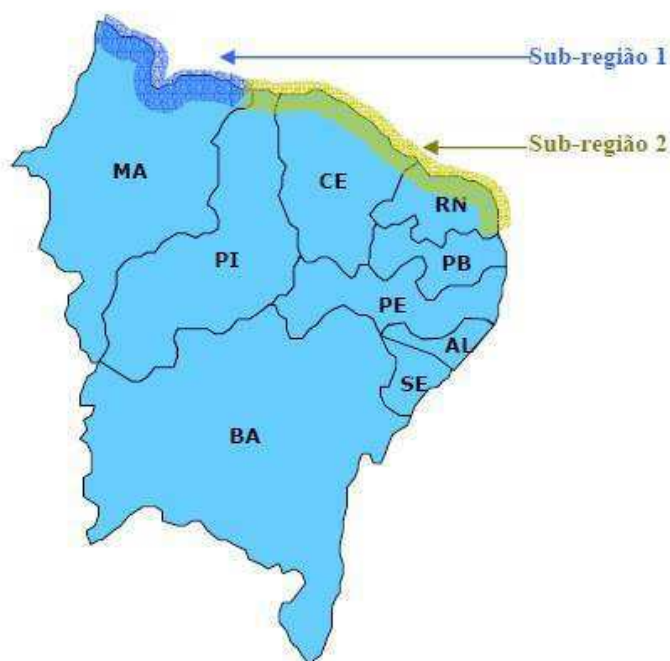 Sub-região 1
Sub-região 2
MA
CE
RN
PI
PB
PE
AL
SE
BA